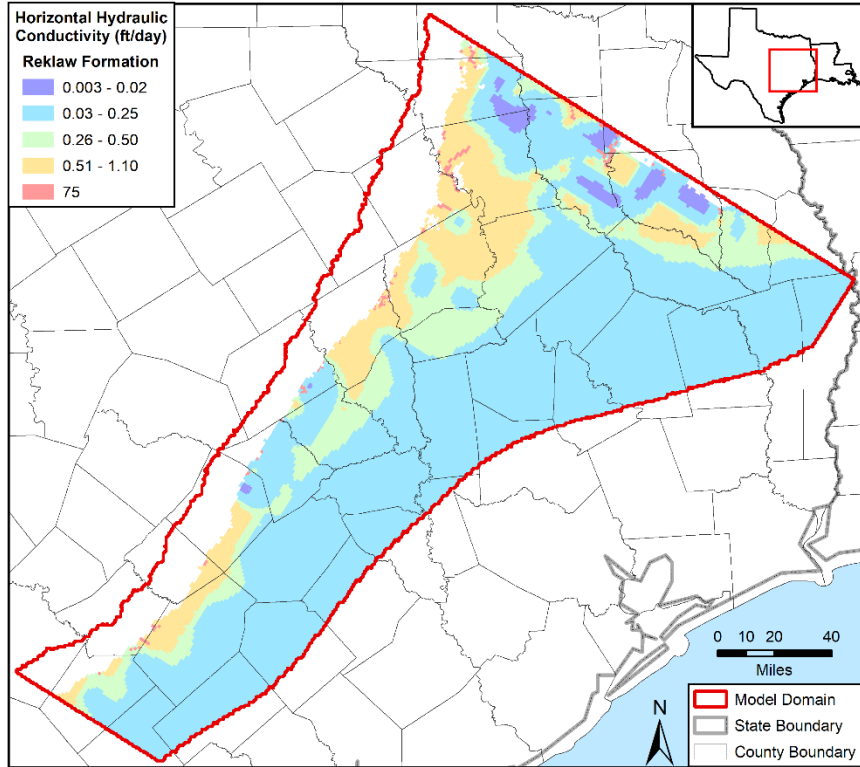 Horizontal Hydraulic
Conductivity (ft/day)
Reklaw Formation
0.003 - 0.02
0.03 - 0.25
0.26 - 0.50
0.51 - 1.10
75
0 10 20 40
Miles
N
Model Domain
State Boundary
County Boundary